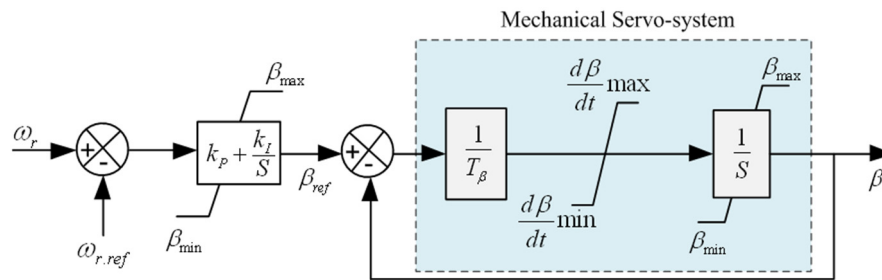 Mechanical Servo-system
ω_r
+
-
ω_{r.ref}
β_max
k_P + k_I/S
β_min
β_ref
+
-
1/T_β
dβ/dt max
dβ/dt min
β_max
1/S
β_min
β